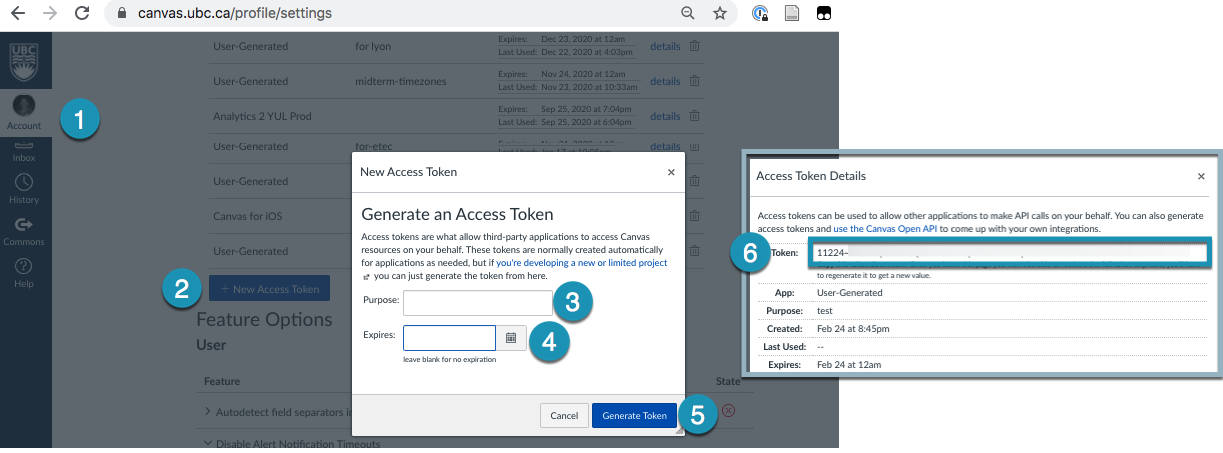 canvas.ubc.ca/profile/settings
UBC
Account
Inbox
History
Commons
Help
1
User-Generated for lyon Expires: Dec 23, 2020 at 12am details
Last Used: Dec 22, 2020 at 4:03pm
User-Generated midterm-timezones Expires: Nov 24, 2020 at 12am details
Last Used: Nov 23, 2020 at 10:33am
Analytics 2 YUL Prod Expires: Sep 25, 2020 at 7:04pm details
Last Used: Sep 25, 2020 at 6:04pm
User-Generated for-etec details
User-Generated
Canvas for iOS
User-Generated
2
+ New Access Token
Feature Options
User
Feature State
Autodetect field separators in
Disable Alert Notification Timeouts
New Access Token ×
Generate an Access Token
Access tokens are what allow third-party applications to access Canvas
resources on your behalf. These tokens are normally created automatically
for applications as needed, but if you're developing a new or limited project
you can just generate the token from here.
Purpose: 3
Expires: 4
leave blank for no expiration
Cancel Generate Token 5
Access Token Details ×
Access tokens can be used to allow other applications to make API calls on your behalf. You can also generate
access tokens and use the Canvas Open API to come up with your own integrations.
6 Token: 11224~
to regenerate it to get a new value.
App: User-Generated
Purpose: test
Created: Feb 24 at 8:45pm
Last Used: --
Expires: Feb 24 at 12am